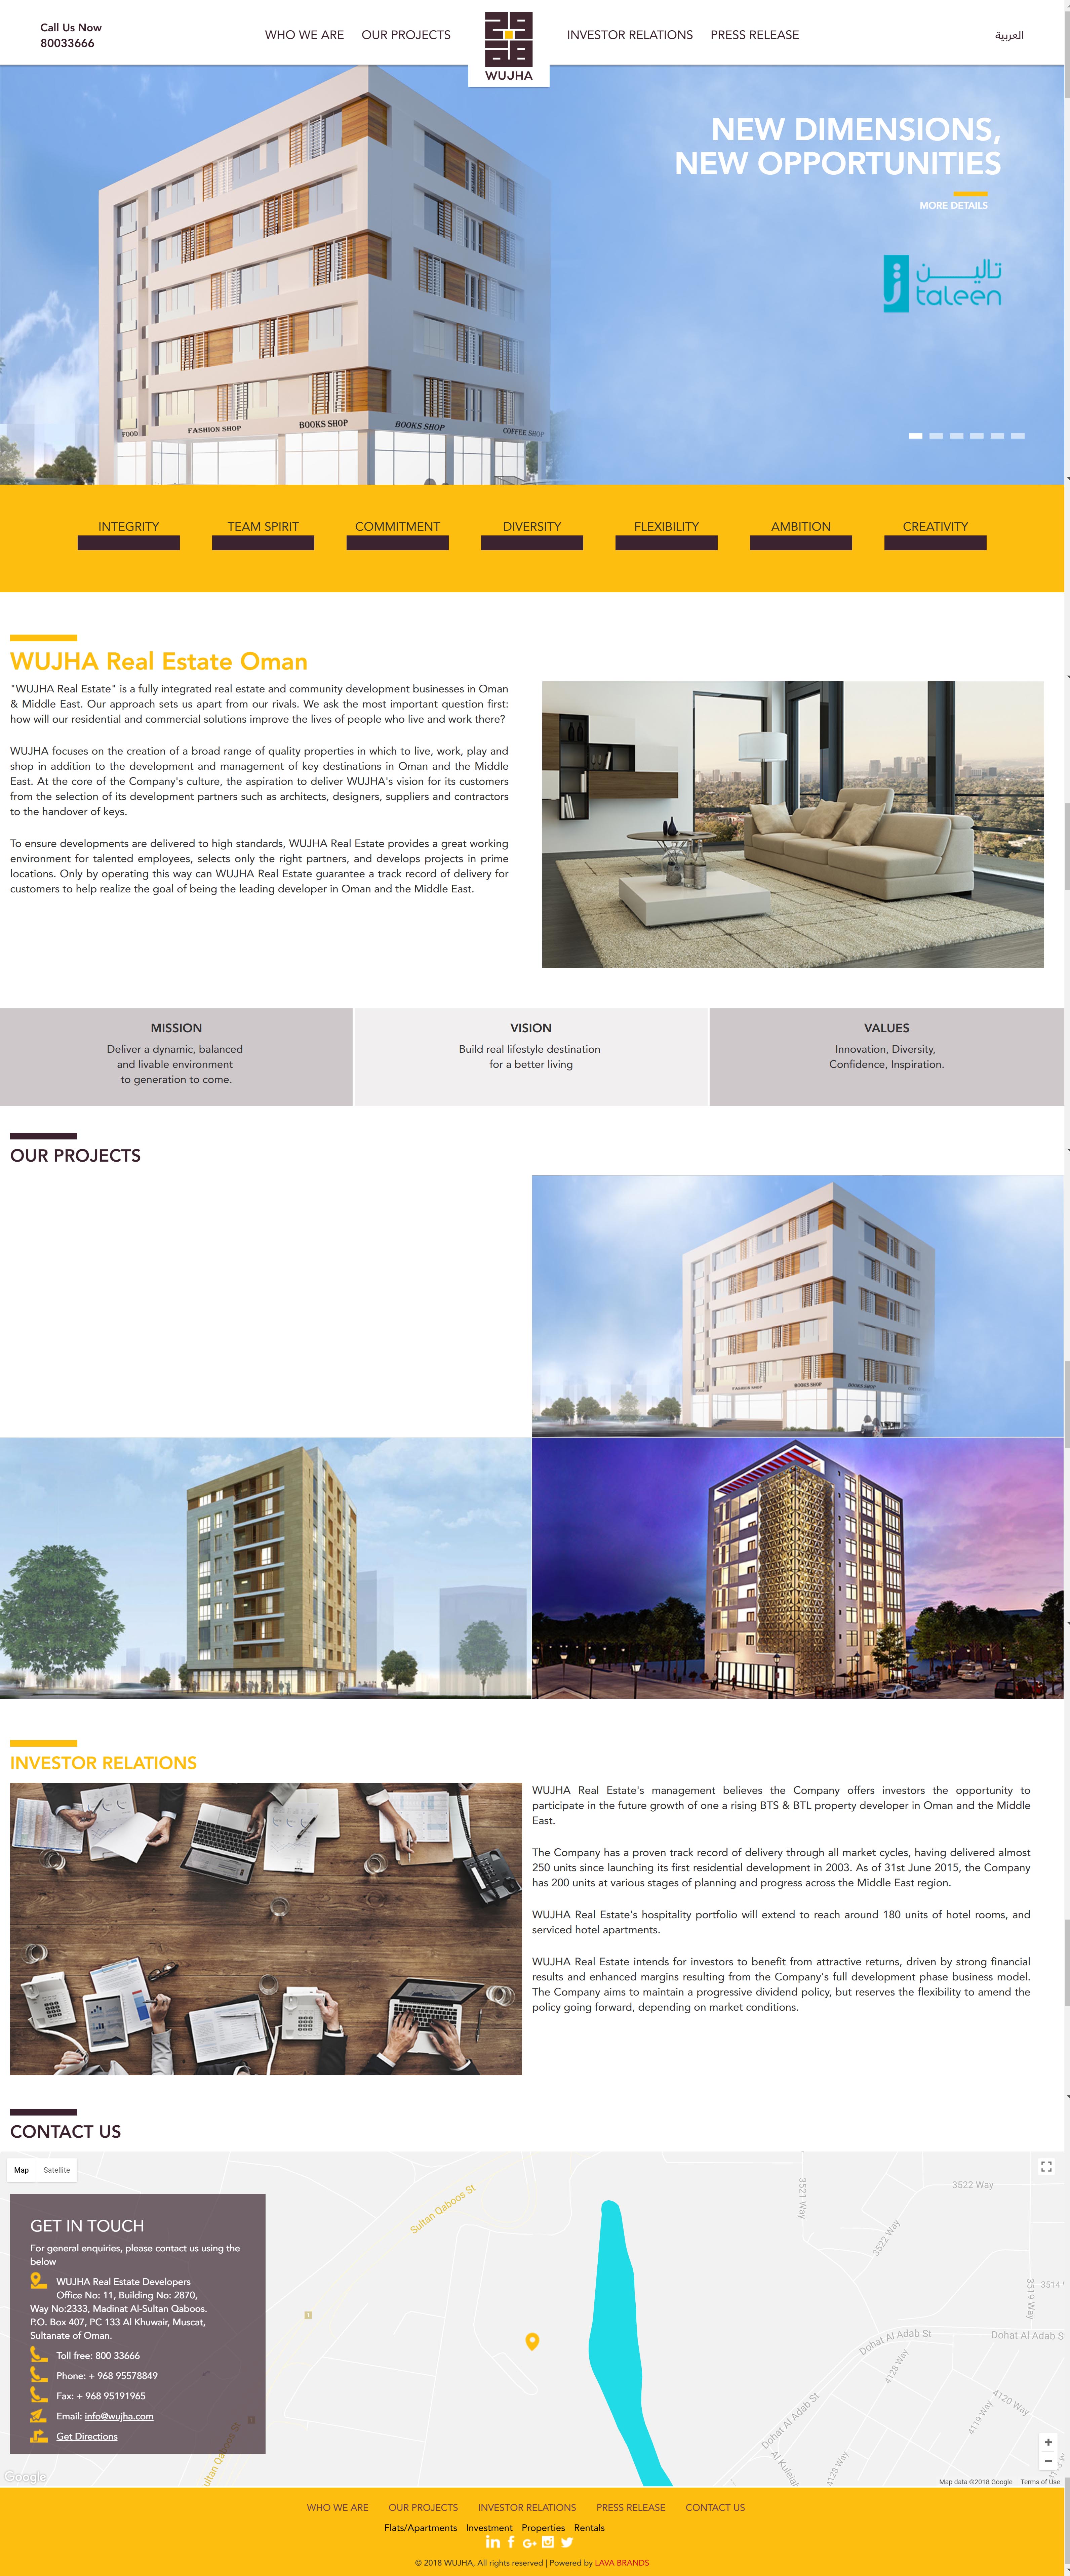 Call Us Now
80033666
WHO WE ARE OUR PROJECTS
WUJHA
INVESTOR RELATIONS PRESS RELEASE
العربية
NEW DIMENSIONS,
NEW OPPORTUNITIES
MORE DETAILS
تاليـــن
taleen
FOOD FASHION SHOP BOOKS SHOP BOOKS SHOP COFFEE SHOP
INTEGRITY TEAM SPIRIT COMMITMENT DIVERSITY FLEXIBILITY AMBITION CREATIVITY
WUJHA Real Estate Oman
"WUJHA Real Estate" is a fully integrated real estate and community development businesses in Oman
& Middle East. Our approach sets us apart from our rivals. We ask the most important question first:
how will our residential and commercial solutions improve the lives of people who live and work there?
WUJHA focuses on the creation of a broad range of quality properties in which to live, work, play and
shop in addition to the development and management of key destinations in Oman and the Middle
East. At the core of the Company's culture, the aspiration to deliver WUJHA's vision for its customers
from the selection of its development partners such as architects, designers, suppliers and contractors
to the handover of keys.
To ensure developments are delivered to high standards, WUJHA Real Estate provides a great working
environment for talented employees, selects only the right partners, and develops projects in prime
locations. Only by operating this way can WUJHA Real Estate guarantee a track record of delivery for
customers to help realize the goal of being the leading developer in Oman and the Middle East.
MISSION
Deliver a dynamic, balanced
and livable environment
to generation to come.
VISION
Build real lifestyle destination
for a better living
VALUES
Innovation, Diversity,
Confidence, Inspiration.
OUR PROJECTS
FASHION SHOP BOOKS SHOP BOOKS SHOP
INVESTOR RELATIONS
WUJHA Real Estate's management believes the Company offers investors the opportunity to
participate in the future growth of one a rising BTS & BTL property developer in Oman and the Middle
East.
The Company has a proven track record of delivery through all market cycles, having delivered almost
250 units since launching its first residential development in 2003. As of 31st June 2015, the Company
has 200 units at various stages of planning and progress across the Middle East region.
WUJHA Real Estate's hospitality portfolio will extend to reach around 180 units of hotel rooms, and
serviced hotel apartments.
WUJHA Real Estate intends for investors to benefit from attractive returns, driven by strong financial
results and enhanced margins resulting from the Company's full development phase business model.
The Company aims to maintain a progressive dividend policy, but reserves the flexibility to amend the
policy going forward, depending on market conditions.
CONTACT US
Map Satellite
GET IN TOUCH
For general enquiries, please contact us using the
below
WUJHA Real Estate Developers
Office No: 11, Building No: 2870,
Way No:2333, Madinat Al-Sultan Qaboos.
P.O. Box 407, PC 133 Al Khuwair, Muscat,
Sultanate of Oman.
Toll free: 800 33666
Phone: + 968 95578849
Fax: + 968 95191965
Email: info@wujha.com
Get Directions
Google
Sultan Qaboos St
ultan Qaboos St
1
3521 Way
3522 Way
3522 Way
3519 Way
3514
Dohat Al Adab St
Dohat Al Adab S
4128 Way
4120 Way
4119 Way
Dohat Al Adab St
Al Kuleiah
4128 Way
Map data ©2018 Google Terms of Use
WHO WE ARE OUR PROJECTS INVESTOR RELATIONS PRESS RELEASE CONTACT US
Flats/Apartments Investment Properties Rentals
© 2018 WUJHA, All rights reserved | Powered by LAVA BRANDS